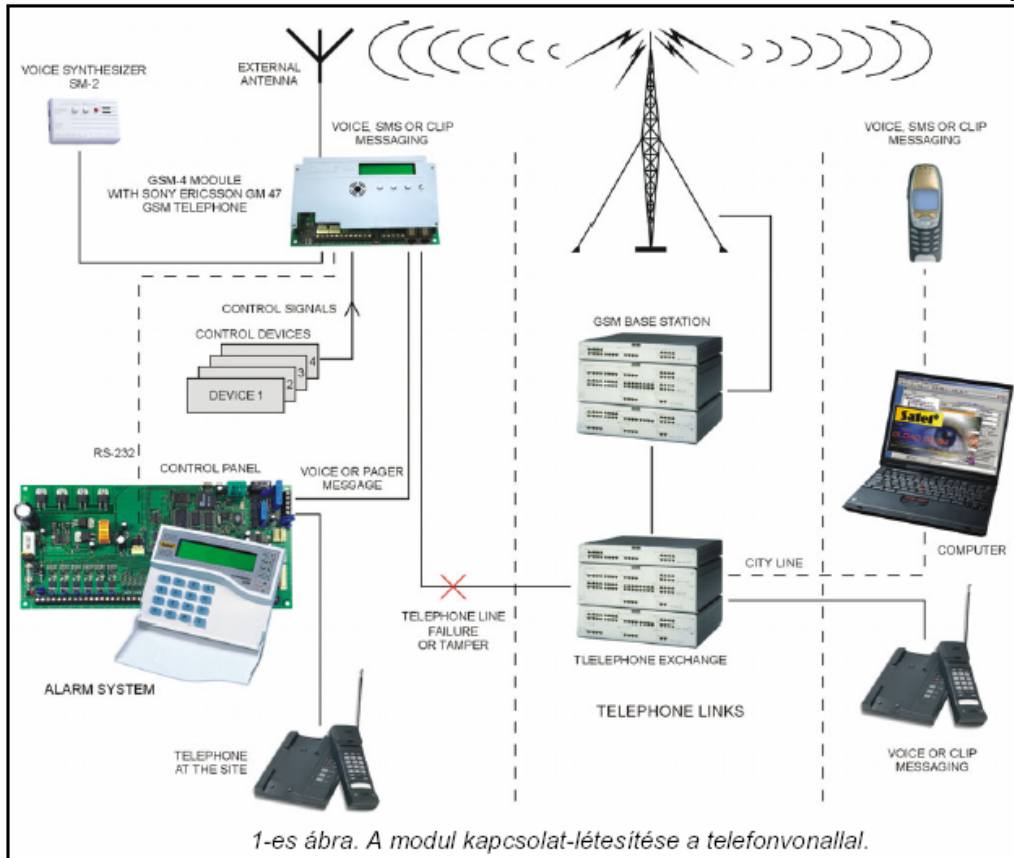 VOICE SYNTHESIZER
SM-2
EXTERNAL
ANTENNA
VOICE, SMS OR CLIP
MESSAGING
VOICE, SMS OR CLIP
MESSAGING
GSM-4 MODULE
WITH SONY ERICSSON GM 47
GSM TELEPHONE
CONTROL SIGNALS
CONTROL DEVICES
4
3
2
DEVICE 1
GSM BASE STATION
RS-232
CONTROL PANEL
VOICE OR PAGER
MESSAGE
Satel
COMPUTER
CITY LINE
TELEPHONE LINE
FAILURE
OR TAMPER
TLELEPHONE EXCHANGE
ALARM SYSTEM
TELEPHONE LINKS
TELEPHONE
AT THE SITE
VOICE OR CLIP
MESSAGING
1-es ábra. A modul kapcsolat-létesítése a telefonvonallal.